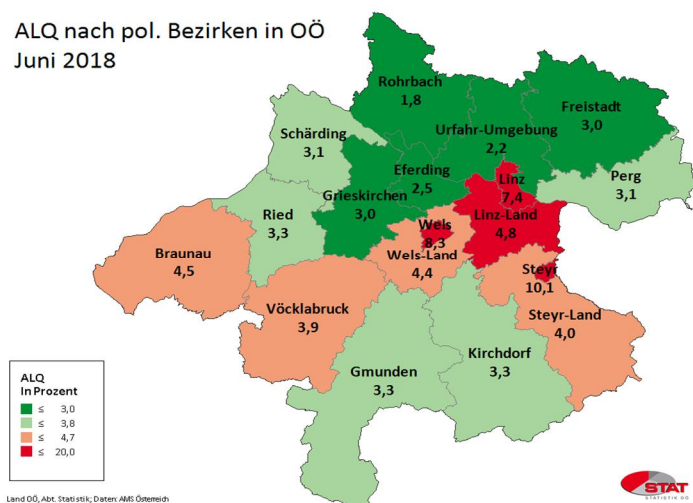 ALQ nach pol. Bezirken in OÖ
Juni 2018
Rohrbach
1,8
Freistadt
3,0
Schärding
3,1
Urfahr-Umgebung
2,2
Eferding
2,5
Linz
7,4
Perg
3,1
Grieskirchen
3,0
Ried
3,3
Linz-Land
4,8
Wels
8,3
Braunau
4,5
Wels-Land
4,4
Steyr
10,1
Vöcklabruck
3,9
Steyr-Land
4,0
Kirchdorf
3,3
Gmunden
3,3
ALQ
In Prozent
≤ 3,0
≤ 3,8
≤ 4,7
≤ 20,0
STAT
STATISTIK OÖ
Land OÖ, Abt. Statistik; Daten: AMS Österreich